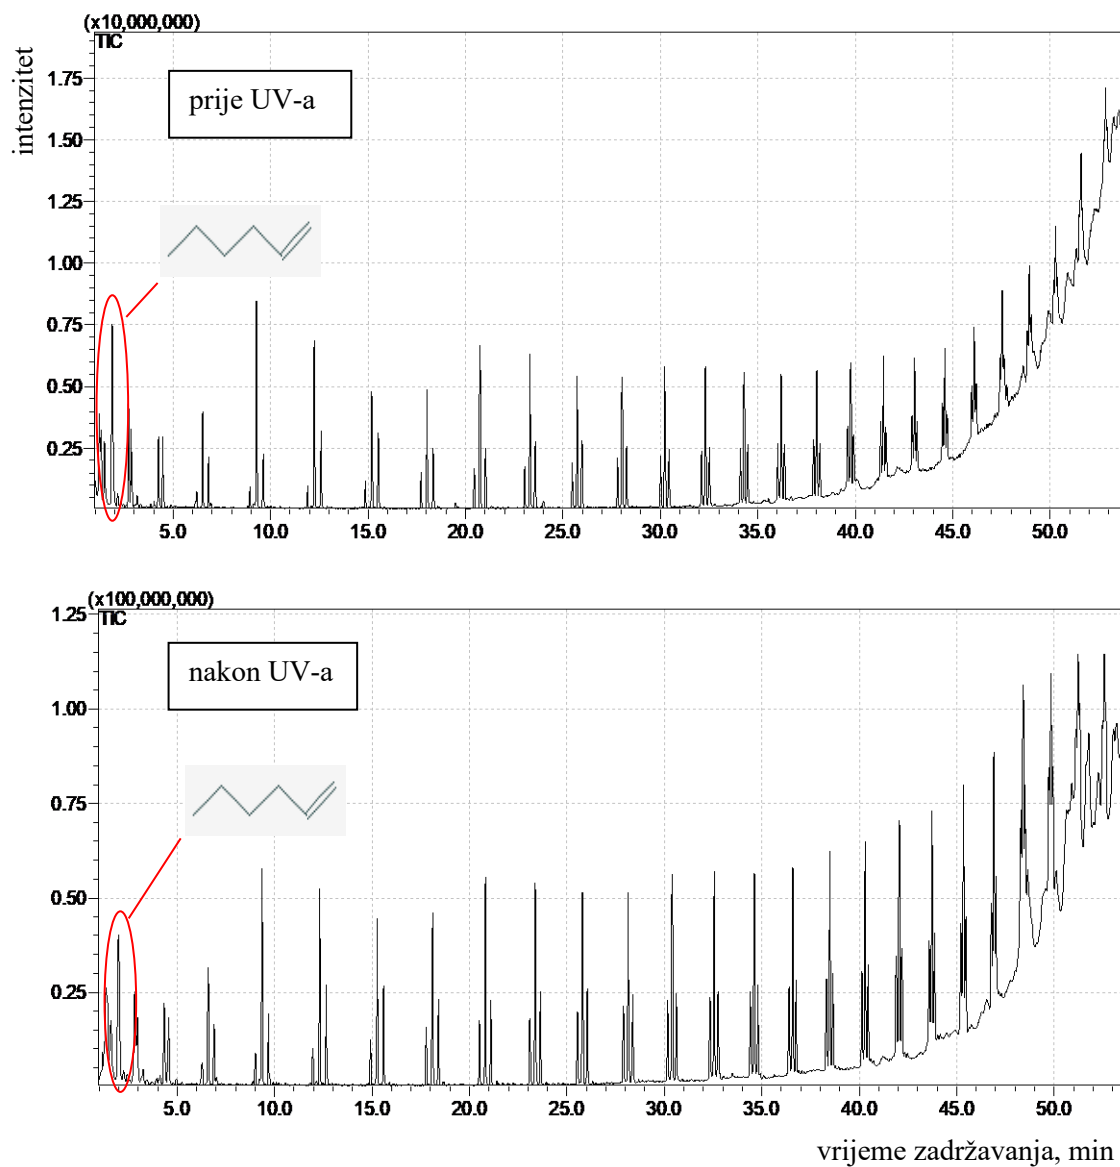 (x10,000,000)
TIC
intenzitet
prije UV-a
1.75
1.50
1.25
1.00
0.75
0.50
0.25
5.0 10.0 15.0 20.0 25.0 30.0 35.0 40.0 45.0 50.0
(x100,000,000)
1.25
TIC
nakon UV-a
1.00
0.75
0.50
0.25
5.0 10.0 15.0 20.0 25.0 30.0 35.0 40.0 45.0 50.0
vrijeme zadržavanja, min